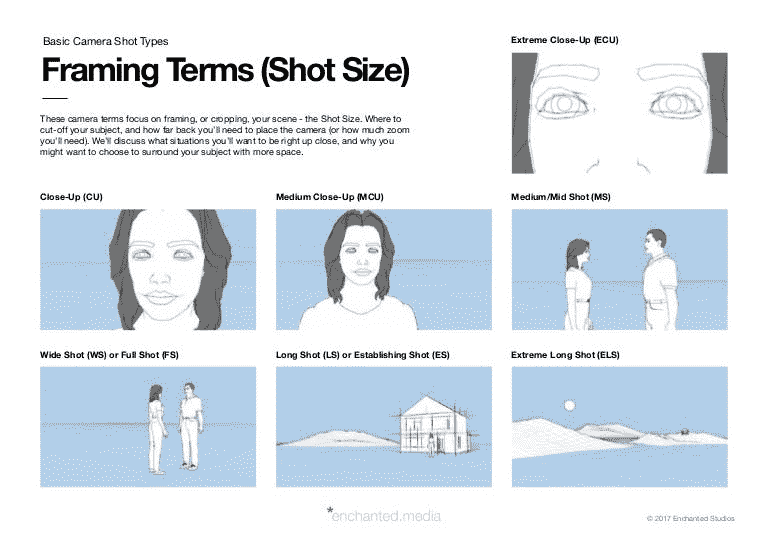 Basic Camera Shot Types
Framing Terms (Shot Size)
These camera terms focus on framing, or cropping, your scene - the Shot Size. Where to
cut-off your subject, and how far back you'll need to place the camera (or how much zoom
you'll need). We'll discuss what situations you'll want to be right up close, and why you
might want to choose to surround your subject with more space.
Extreme Close-Up (ECU)
Close-Up (CU)
Medium Close-Up (MCU)
Medium/Mid Shot (MS)
Wide Shot (WS) or Full Shot (FS)
Long Shot (LS) or Establishing Shot (ES)
Extreme Long Shot (ELS)
*enchanted.media
© 2017 Enchanted Studios